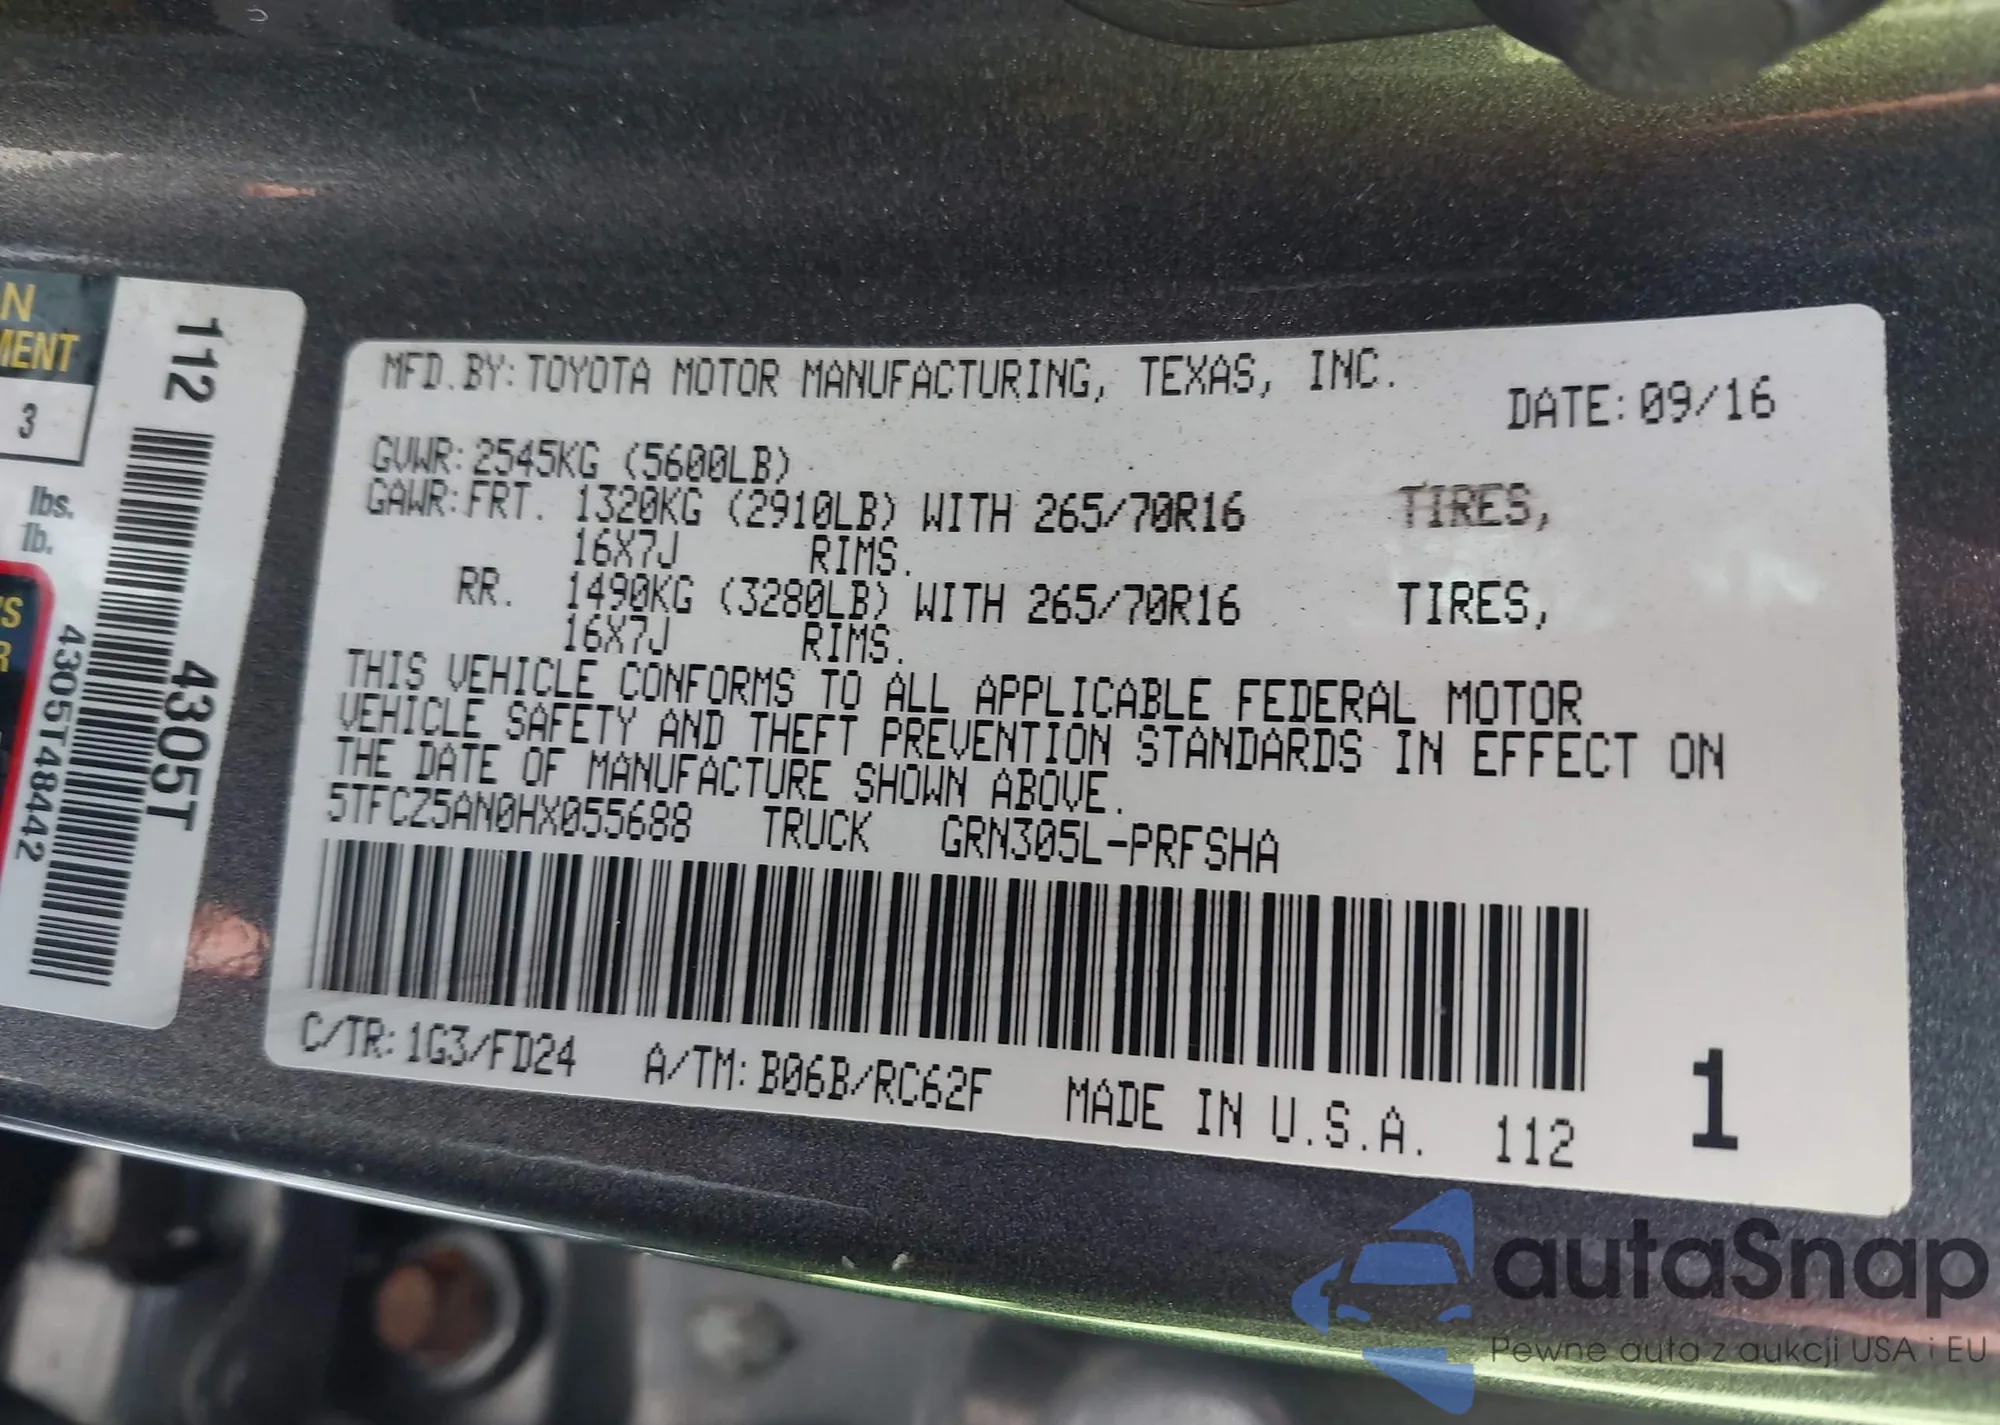 N
MENT
3
lbs.
lb.
'S
R
112
4305T
4305T48442
MFD.BY:TOYOTA MOTOR MANUFACTURING, TEXAS, INC.
DATE:09/16
GVWR:2545KG (5600LB)
GAWR:FRT. 1320KG (2910LB) WITH 265/70R16 TIRES,
16X7J RIMS.
RR. 1490KG (3280LB) WITH 265/70R16 TIRES,
16X7J RIMS.
THIS VEHICLE CONFORMS TO ALL APPLICABLE FEDERAL MOTOR
VEHICLE SAFETY AND THEFT PREVENTION STANDARDS IN EFFECT ON
THE DATE OF MANUFACTURE SHOWN ABOVE.
5TFCZ5AN0HX055688 TRUCK GRN305L-PRFSHA
C/TR:1G3/FD24 A/TM:B06B/RC62F MADE IN U.S.A. 112
1
autaSnap
Pewne auta z aukcji USA i EU